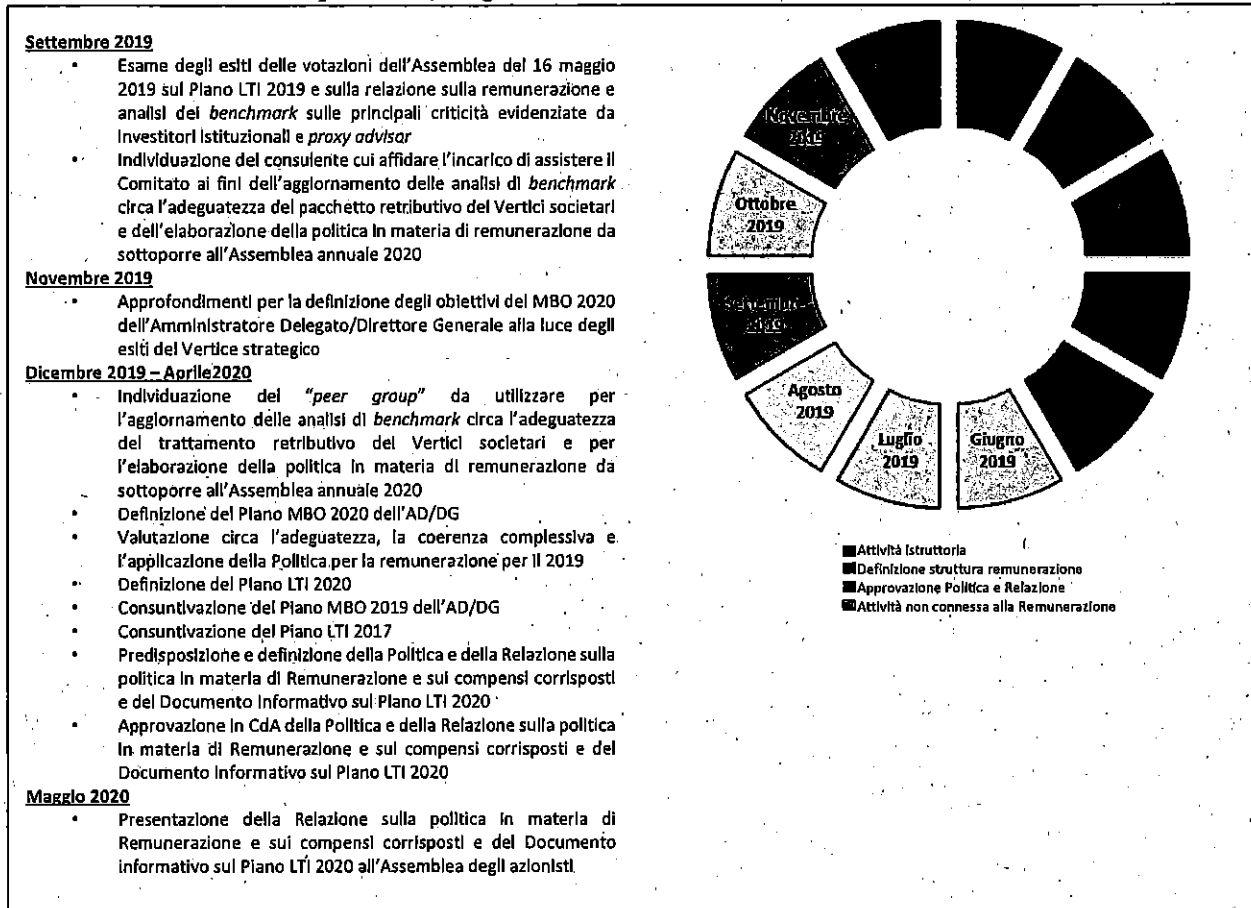 Settembre 2019
• Esame degli esiti delle votazioni dell'Assemblea del 16 maggio
2019 sul Piano LTI 2019 e sulla relazione sulla remunerazione e
analisi dei benchmark sulle principali criticità evidenziate da
investitori istituzionali e proxy advisor
• Individuazione del consulente cui affidare l'incarico di assistere il
Comitato ai fini dell'aggiornamento delle analisi di benchmark
circa l'adeguatezza del pacchetto retributivo dei Vertici societari
e dell'elaborazione della politica in materia di remunerazione da
sottoporre all'Assemblea annuale 2020
Novembre 2019
• Approfondimenti per la definizione degli obiettivi del MBO 2020
dell'Amministratore Delegato/Direttore Generale alla luce degli
esiti del Vertice strategico
Dicembre 2019 – Aprile2020
• Individuazione del "peer group" da utilizzare per
l'aggiornamento delle analisi di benchmark circa l'adeguatezza
del trattamento retributivo dei Vertici societari e per
l'elaborazione della politica in materia di remunerazione da
sottoporre all'Assemblea annuale 2020
• Definizione del Piano MBO 2020 dell'AD/DG
• Valutazione circa l'adeguatezza, la coerenza complessiva e
l'applicazione della Politica per la remunerazione per il 2019
• Definizione del Piano LTI 2020
• Consuntivazione del Piano MBO 2019 dell'AD/DG
• Consuntivazione del Piano LTI 2017
• Predisposizione e definizione della Politica e della Relazione sulla
politica in materia di Remunerazione e sui compensi corrisposti
e del Documento Informativo sul Piano LTI 2020
• Approvazione in CdA della Politica e della Relazione sulla politica
in materia di Remunerazione e sui compensi corrisposti e del
Documento Informativo sul Piano LTI 2020
Maggio 2020
• Presentazione della Relazione sulla politica in materia di
Remunerazione e sui compensi corrisposti e del Documento
informativo sul Piano LTI 2020 all'Assemblea degli azionisti
Novembre
2019
Ottobre
2019
Settembre
2019
Agosto
2019
Luglio
2019
Giugno
2019
Attività istruttoria
Definizione struttura remunerazione
Approvazione Politica e Relazione
Attività non connessa alla Remunerazione